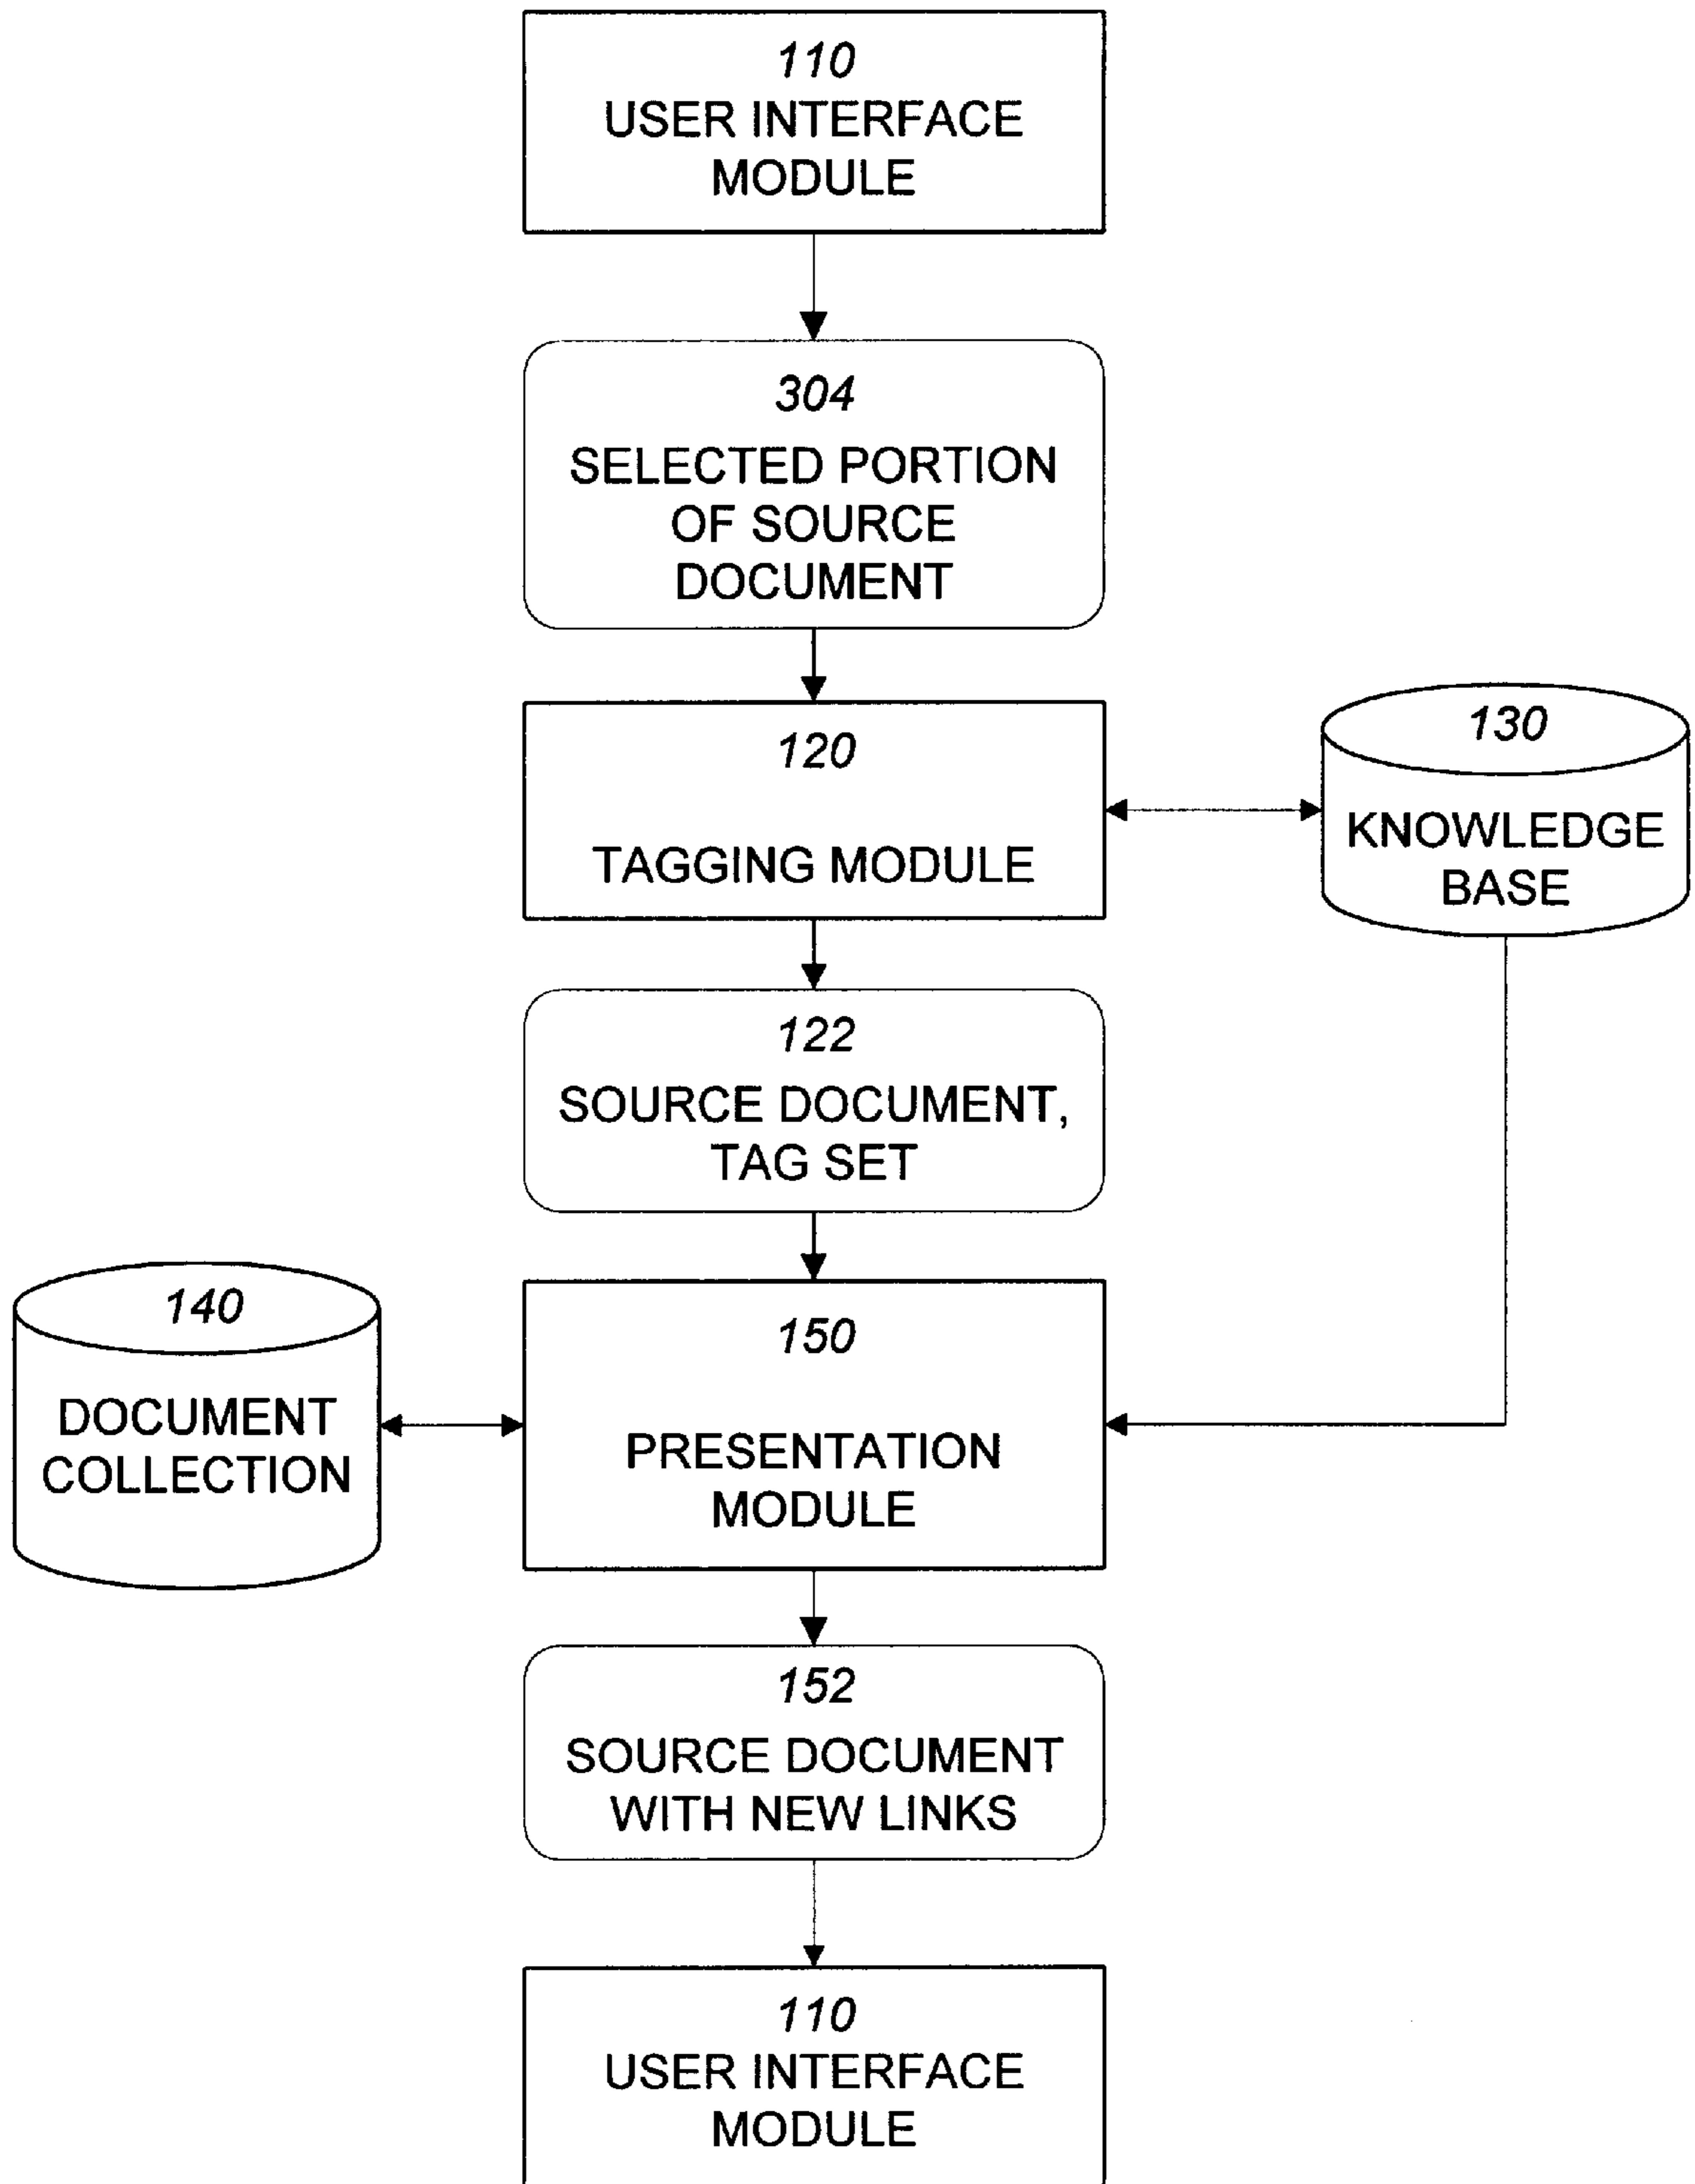 110
USER INTERFACE
MODULE
304
SELECTED PORTION
OF SOURCE
DOCUMENT
120
TAGGING MODULE
130
KNOWLEDGE
BASE
122
SOURCE DOCUMENT,
TAG SET
140
DOCUMENT
COLLECTION
150
PRESENTATION
MODULE
152
SOURCE DOCUMENT
WITH NEW LINKS
110
USER INTERFACE
MODULE